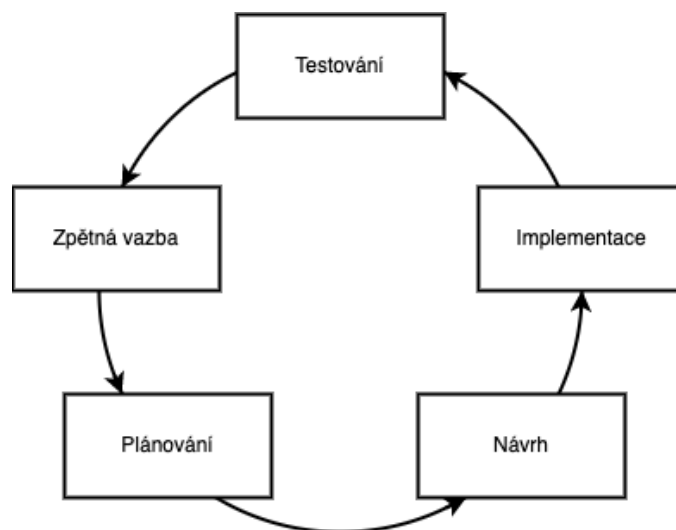 Testování
Zpětná vazba
Implementace
Plánování
Návrh